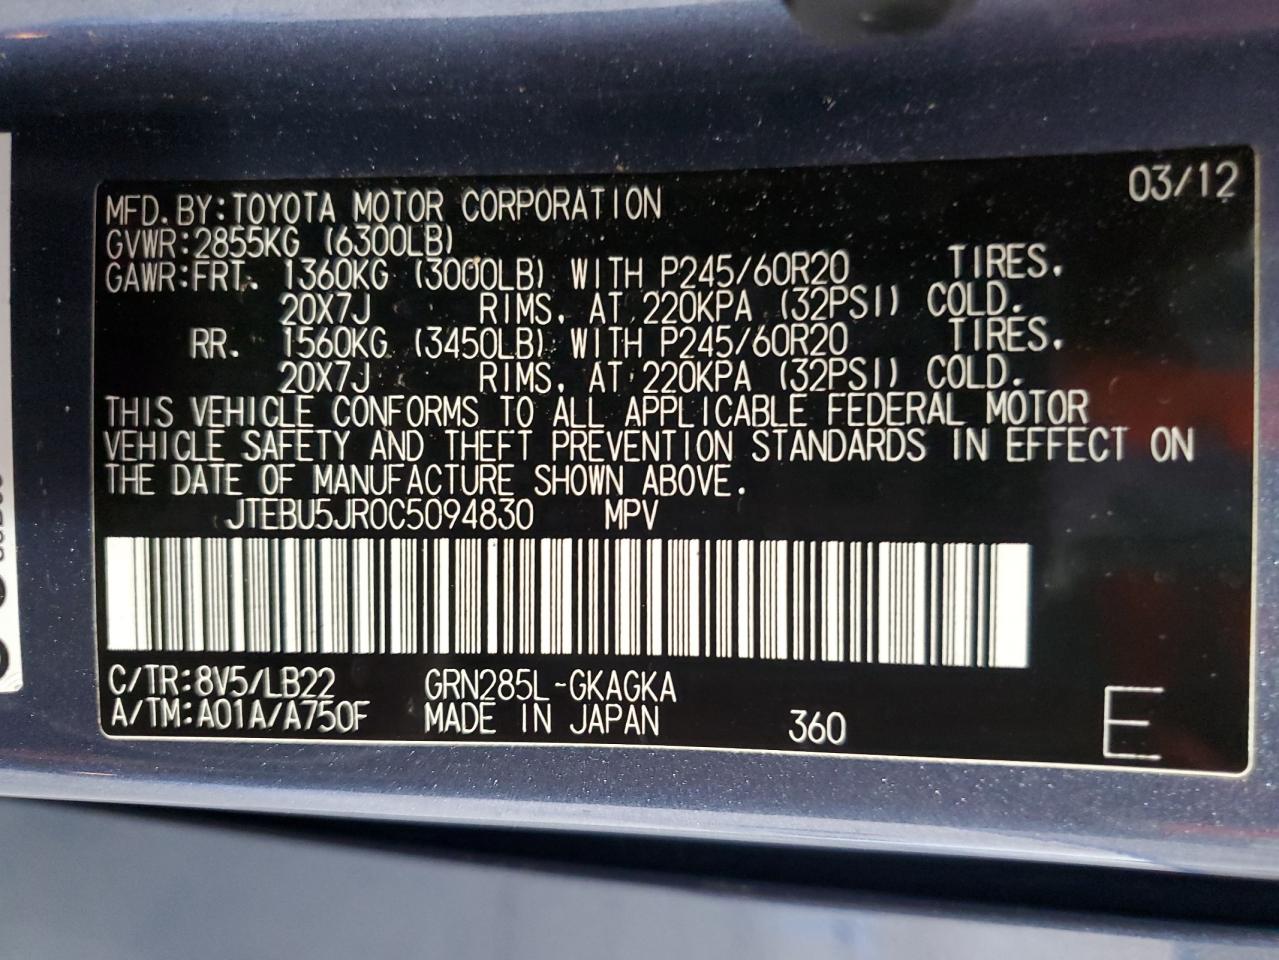 03/12
MFD. BY: TOYOTA MOTOR CORPORATION
GVWR: 2855KG (6300LB)
GAWR: FRT. 1360KG (3000LB) WITH P245/60R20 TIRES.
20X7J RIMS, AT 220KPA (32PSI) COLD.
RR. 1560KG (3450LB) WITH P245/60R20 TIRES.
20X7J RIMS, AT 220KPA (32PSI) COLD.
THIS VEHICLE CONFORMS TO ALL APPLICABLE FEDERAL MOTOR
VEHICLE SAFETY AND THEFT PREVENTION STANDARDS IN EFFECT ON
THE DATE OF MANUFACTURE SHOWN ABOVE.
JTEBU5JR0C5094830 MPV
C/TR: 8V5/LB22 GRN285L-GKAGKA
A/TM: A01A/A750F MADE IN JAPAN 360
E